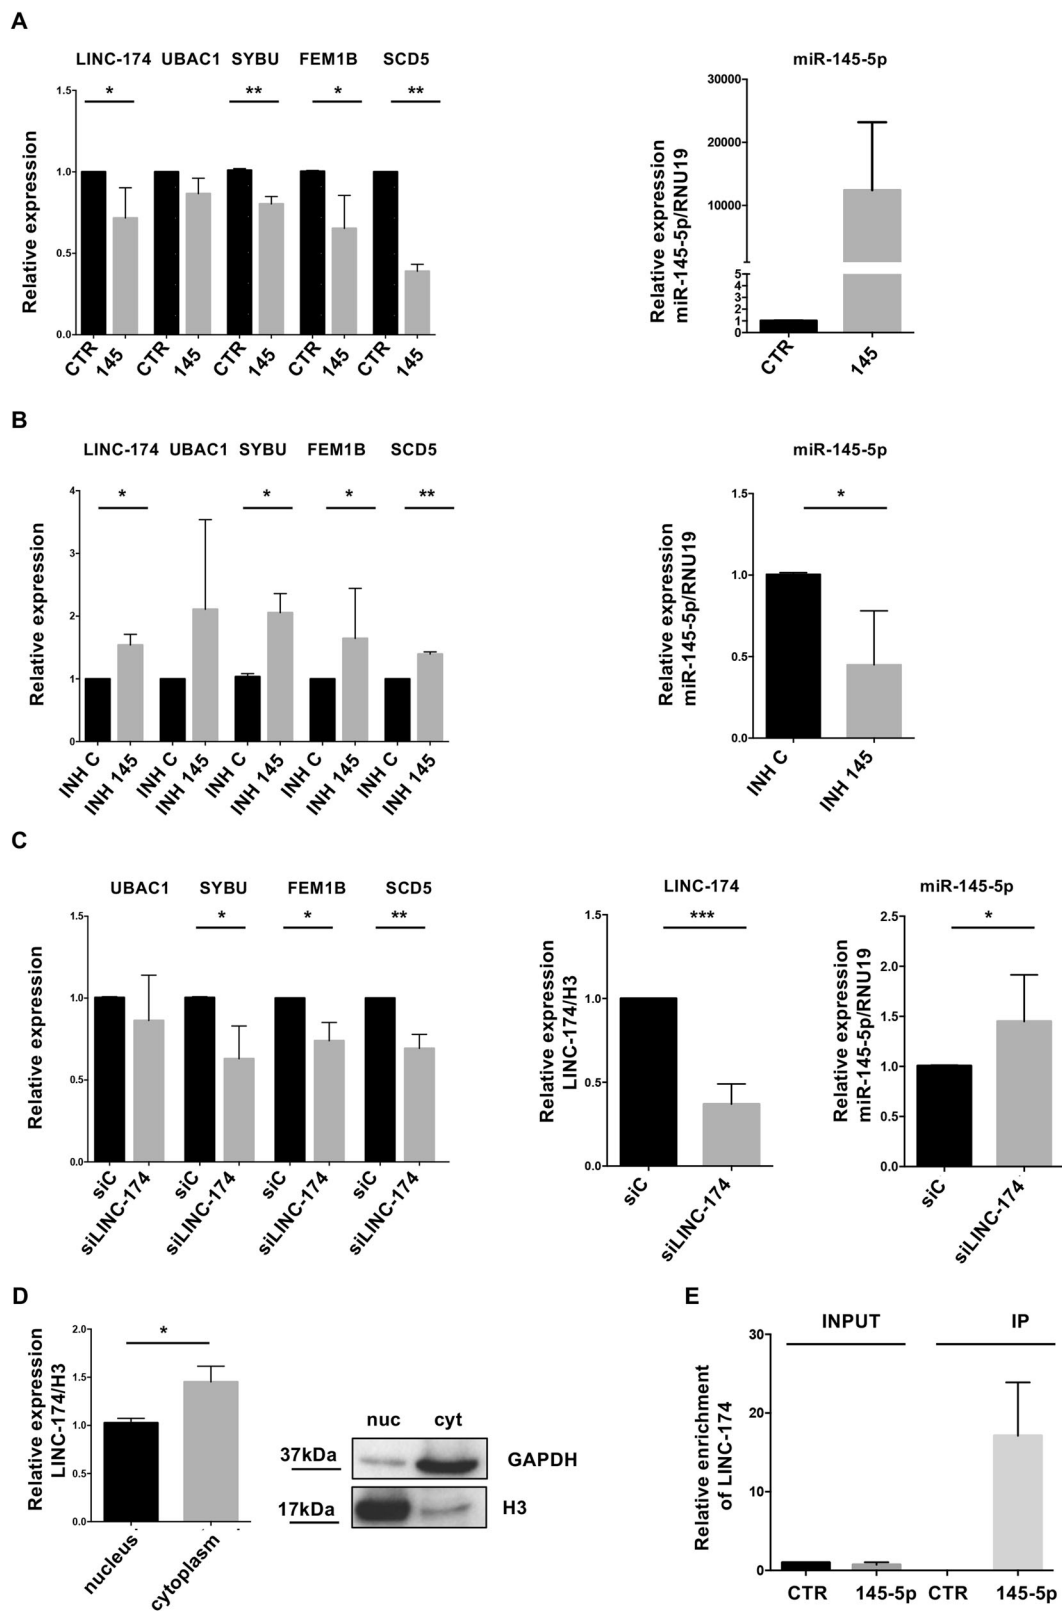 A
LINC-174 UBAC1 SYBU FEM1B SCD5
* ** * **
Relative expression
1.5
1.0
0.5
0.0
CTR 145 CTR 145 CTR 145 CTR 145 CTR 145
miR-145-5p
Relative expression
miR-145-5p/RNU19
30000
20000
10000
5
4
3
2
1
0
CTR 145
B
LINC-174 UBAC1 SYBU FEM1B SCD5
* * * **
Relative expression
4
3
2
1
0
INH C INH 145 INH C INH 145 INH C INH 145 INH C INH 145 INH C INH 145
miR-145-5p
*
Relative expression
miR-145-5p/RNU19
1.5
1.0
0.5
0.0
INH C INH 145
C
UBAC1 SYBU FEM1B SCD5
* * **
Relative expression
1.5
1.0
0.5
0.0
siC siLINC-174 siC siLINC-174 siC siLINC-174 siC siLINC-174
LINC-174
***
Relative expression
LINC-174/H3
1.5
1.0
0.5
0.0
siC siLINC-174
miR-145-5p
*
Relative expression
miR-145-5p/RNU19
2.5
2.0
1.5
1.0
0.5
0.0
siC siLINC-174
D
*
Relative expression
LINC-174/H3
2.0
1.5
1.0
0.5
0.0
nucleus cytoplasm
nuc cyt
37kDa GAPDH
17kDa H3
E
INPUT IP
Relative enrichment
of LINC-174
30
20
10
0
CTR 145-5p CTR 145-5p